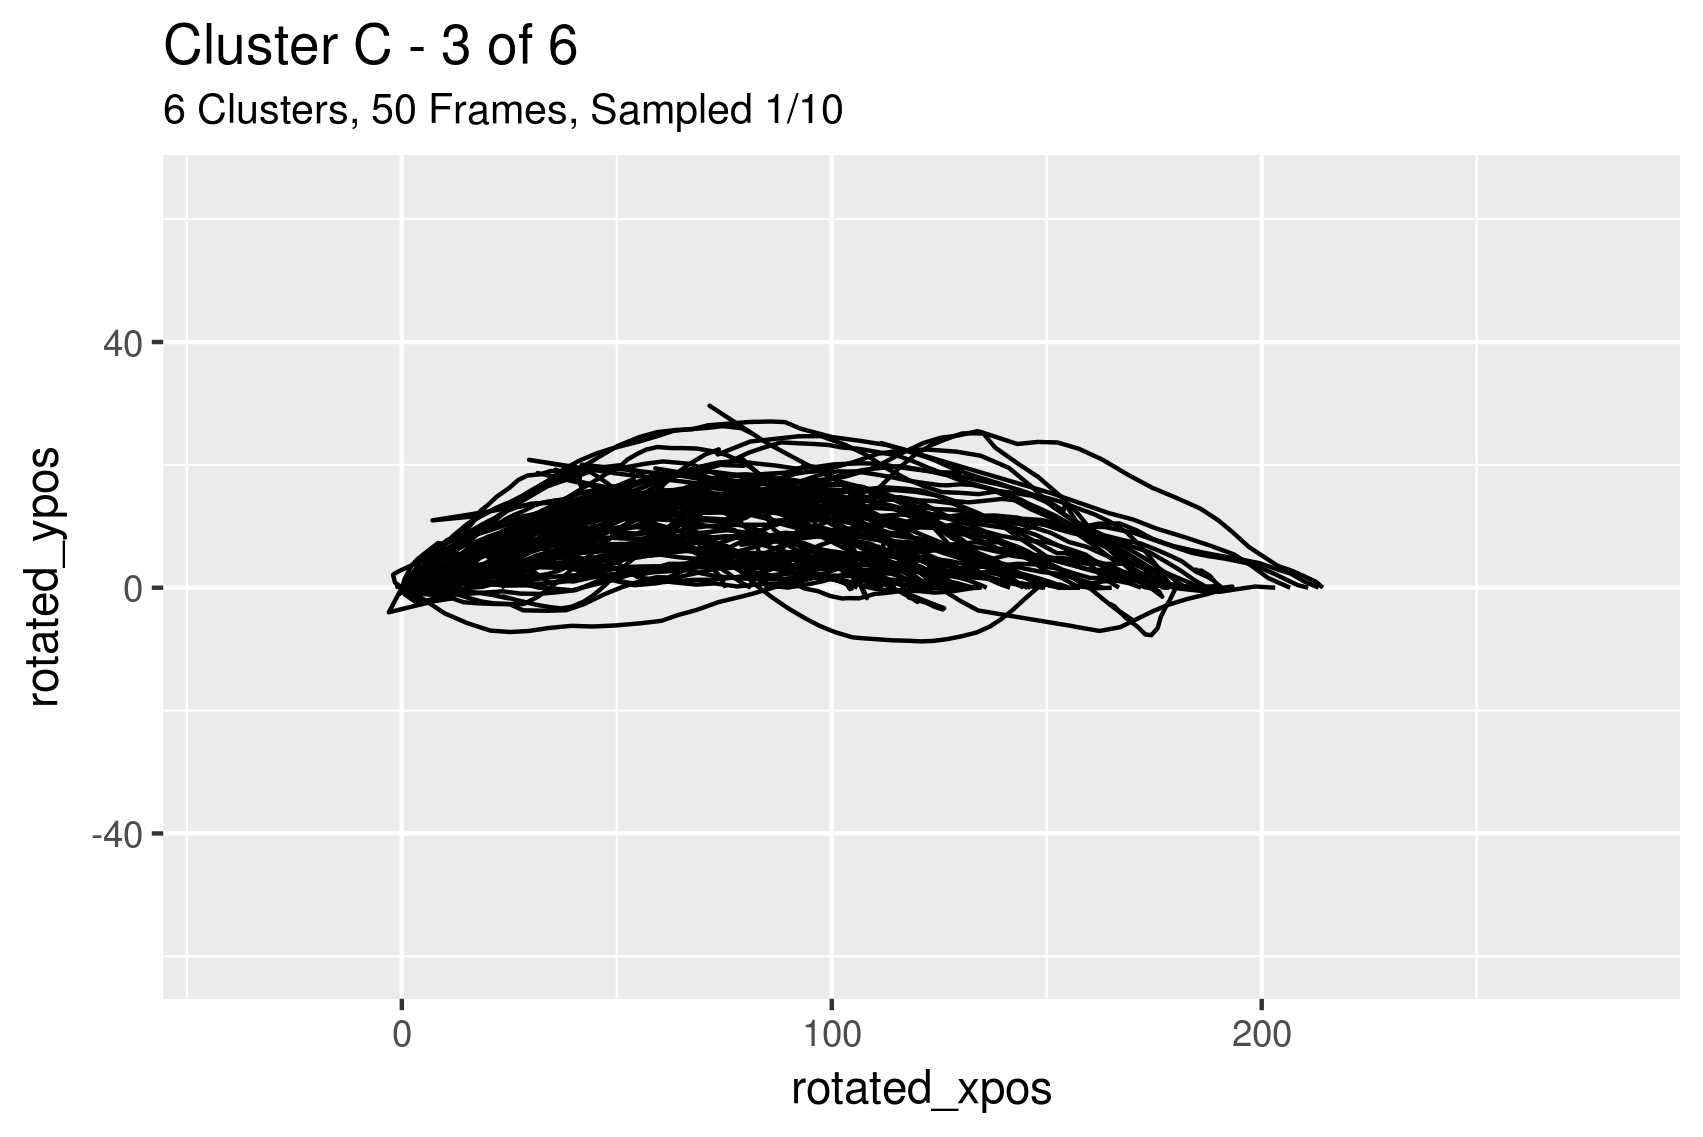 Cluster C - 3 of 6
6 Clusters, 50 Frames, Sampled 1/10
rotated_ypos
40
0
-40
0 100 200
rotated_xpos